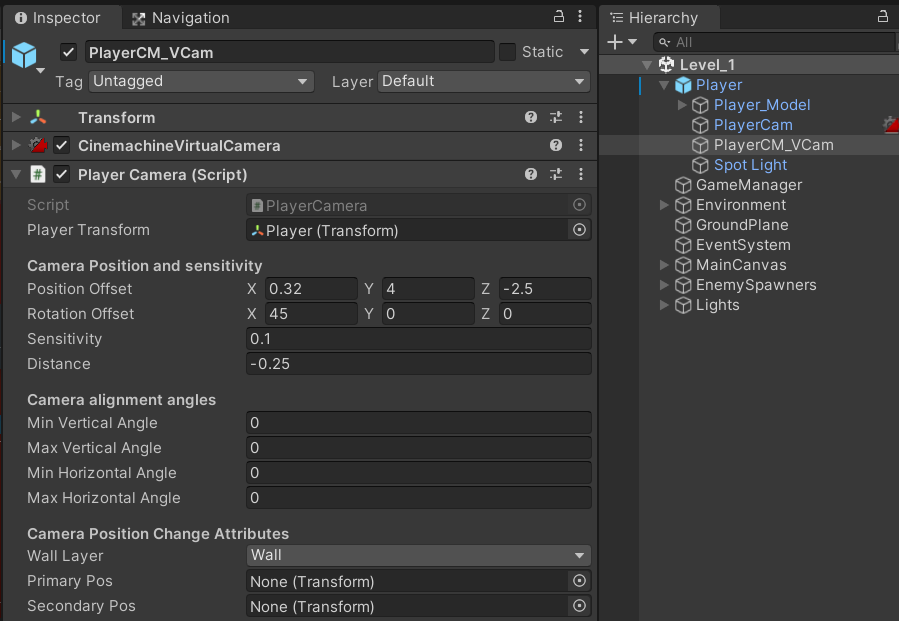 Inspector
Navigation
PlayerCM_VCam
Static
Tag Untagged
Layer Default
Transform
CinemachineVirtualCamera
Player Camera (Script)
Script
PlayerCamera
Player Transform
Player (Transform)
Camera Position and sensitivity
Position Offset
X 0.32
Y 4
Z -2.5
Rotation Offset
X 45
Y 0
Z 0
Sensitivity
0.1
Distance
-0.25
Camera alignment angles
Min Vertical Angle
0
Max Vertical Angle
0
Min Horizontal Angle
0
Max Horizontal Angle
0
Camera Position Change Attributes
Wall Layer
Wall
Primary Pos
None (Transform)
Secondary Pos
None (Transform)
Hierarchy
All
Level_1
Player
Player_Model
PlayerCam
PlayerCM_VCam
Spot Light
GameManager
Environment
GroundPlane
EventSystem
MainCanvas
EnemySpawners
Lights